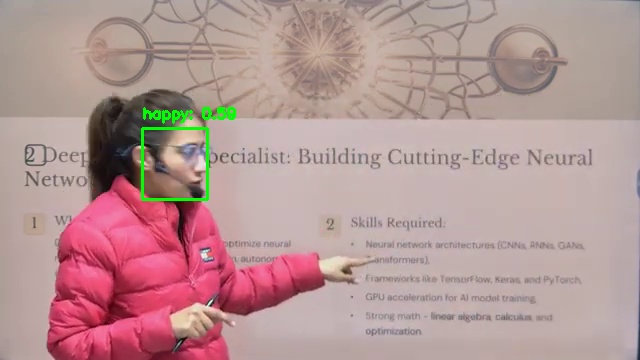 happy: 0.59
2 Deep Specialist: Building Cutting-Edge Neural
Netwo
1
2 Skills Required:
optimize neural
• Neural network architectures (CNNs, RNNs, GANs,
transformers).
• Frameworks like TensorFlow, Keras, and PyTorch.
• GPU acceleration for AI model training.
• Strong math – linear algebra, calculus, and
optimization.